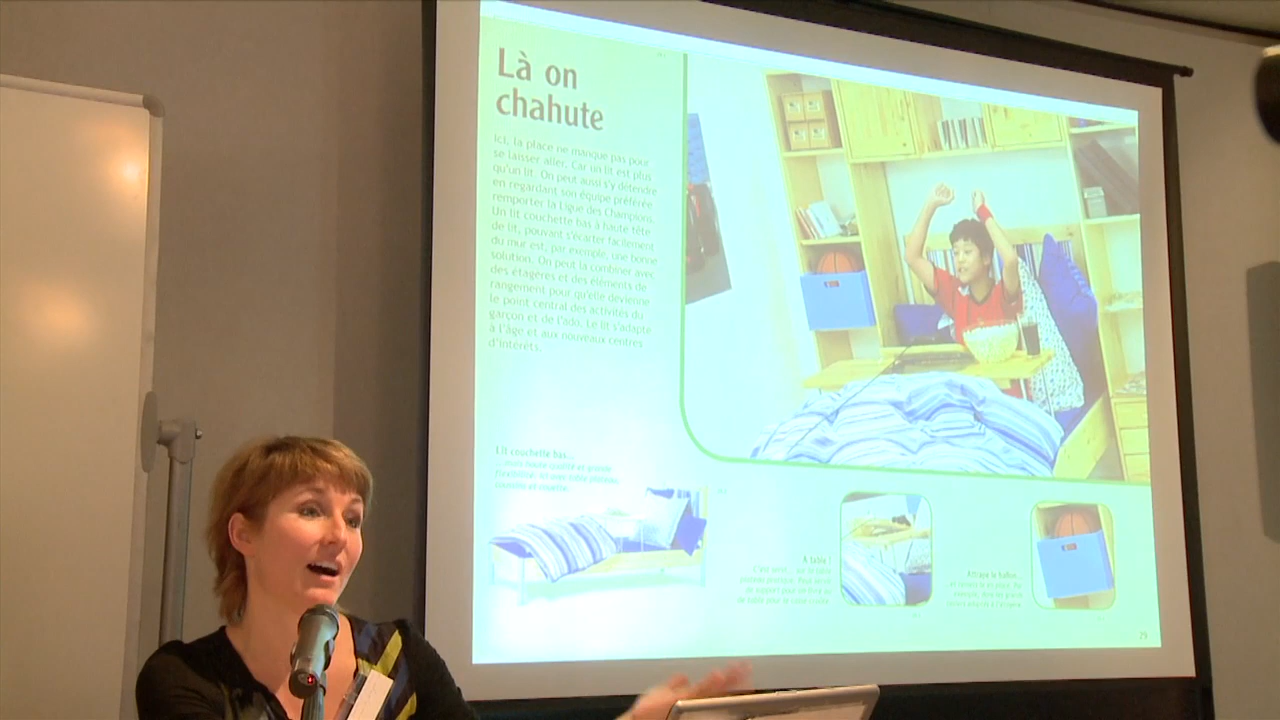 Là on
chahute
Ici, la place ne manque pas pour
se laisser aller. Car un lit est plus
qu'un lit. On peut aussi s'y détendre
en regardant son équipe préférée
remporter la Ligue des Champions.
Un lit couchette bas à haute tête
de lit, pouvant s'écarter facilement
du mur est, par exemple, une bonne
solution. On peut la combiner avec
des étagères et des éléments de
rangement pour qu'elle devienne
le point central des activités du
garçon et de l'ado. Le lit s'adapte
à l'âge et aux nouveaux centres
d'intérêts.
Lit couchette bas...
À table !
Attrape le ballon...
29